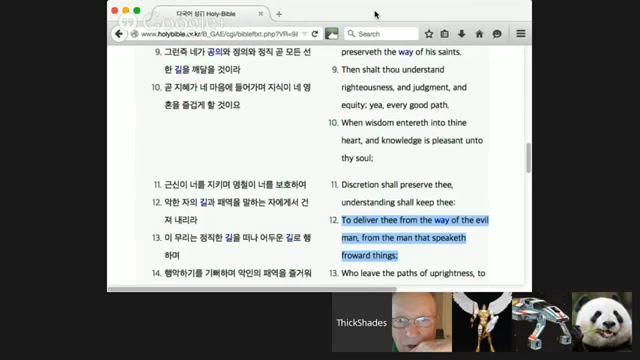 다국어 성경 Holy-Bible
www.holybible.or.kr/B_GAE/cgi/bibleftxt.php?VR=
Search
9. 그런즉 네가 공의와 정의와 정직 곧 모든 선
한 길을 깨달을 것이라
10. 곧 지혜가 네 마음에 들어가며 지식이 네 영
혼을 즐겁게 할 것이요
11. 근신이 너를 지키며 명철이 너를 보호하여
12. 악한 자의 길과 패역을 말하는 자에게서 건
져 내리라
13. 이 무리는 정직한 길을 떠나 어두운 길로 행
하며
14. 행악하기를 기뻐하며 악인의 패역을 즐거워
preserveth the way of his saints.
9. Then shalt thou understand
righteousness, and judgment, and
equity; yea, every good path.
10. When wisdom entereth into thine
heart, and knowledge is pleasant unto
thy soul;
11. Discretion shall preserve thee,
understanding shall keep thee:
12. To deliver thee from the way of the evil
man, from the man that speaketh
froward things;
13. Who leave the paths of uprightness, to
ThickShades